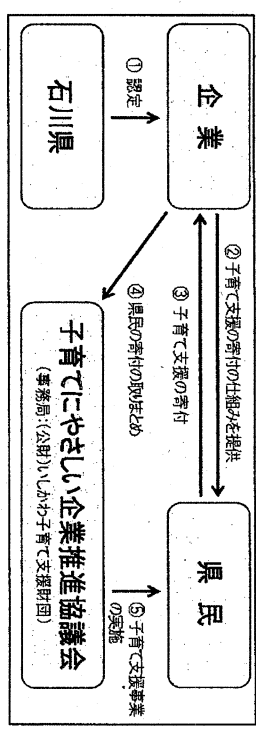 企業
② 子育て支援の寄付の仕組みを提供
③ 子育て支援の寄付
県民
① 認定
④ 県民の寄付の取りまとめ
⑤ 子育て支援事業
の実施
石川県
子育てにやさしい企業推進協議会
(事務局:(公財)いしかわ子育て支援財団)